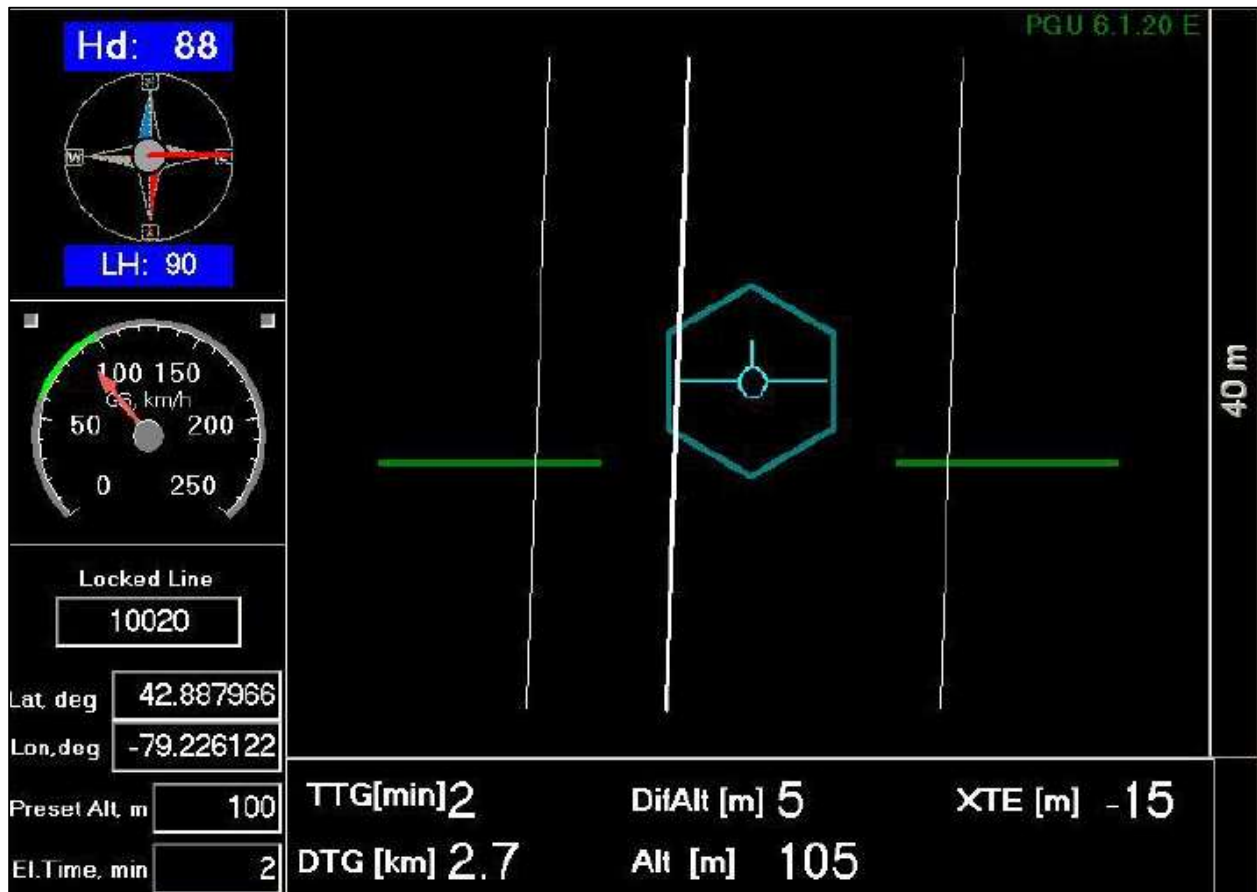 Hd: 88
W
LH: 90
100 150
GS, km/h
50 200
0 250
Locked Line
10020
Lat, deg 42.887966
Lon,deg -79.226122
Preset Alt, m 100
El.Time, min 2
PGU 6.1.20 E
40 m
TTG[min] 2 DifAlt [m] 5 XTE [m] -15
DTG [km] 2.7 Alt [m] 105